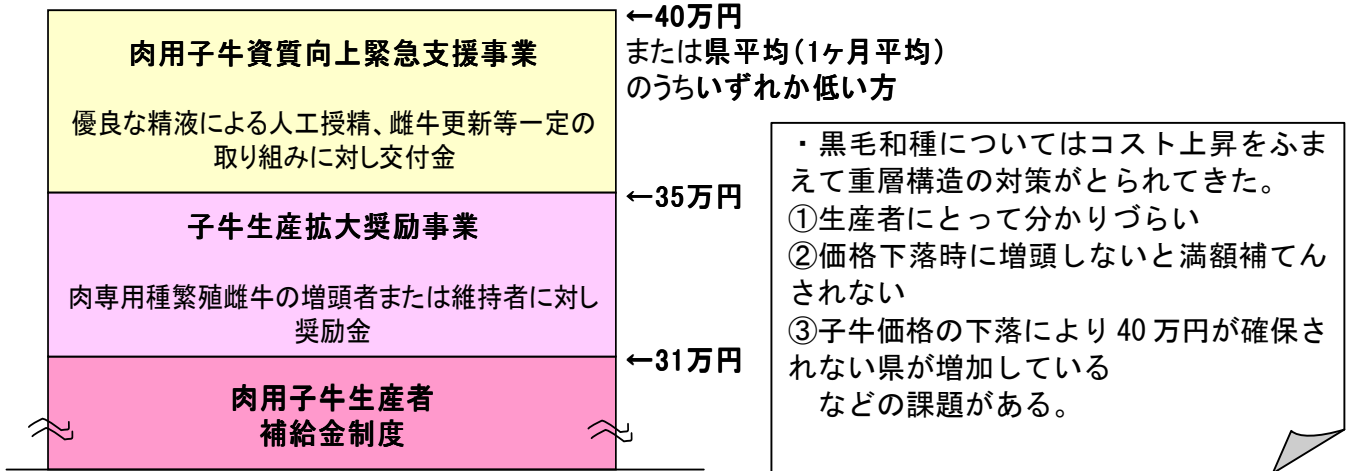 肉用子牛資質向上緊急支援事業
優良な精液による人工授精、雌牛更新等一定の
取り組みに対し交付金
←40万円
または県平均(1ヶ月平均)
のうちいずれか低い方
子牛生産拡大奨励事業
肉専用種繁殖雌牛の増頭者または維持者に対し
奨励金
←35万円
肉用子牛生産者
補給金制度
←31万円
・黒毛和種についてはコスト上昇をふま
えて重層構造の対策がとられてきた。
①生産者にとって分かりづらい
②価格下落時に増頭しないと満額補てん
されない
③子牛価格の下落により 40 万円が確保さ
れない県が増加している
などの課題がある。